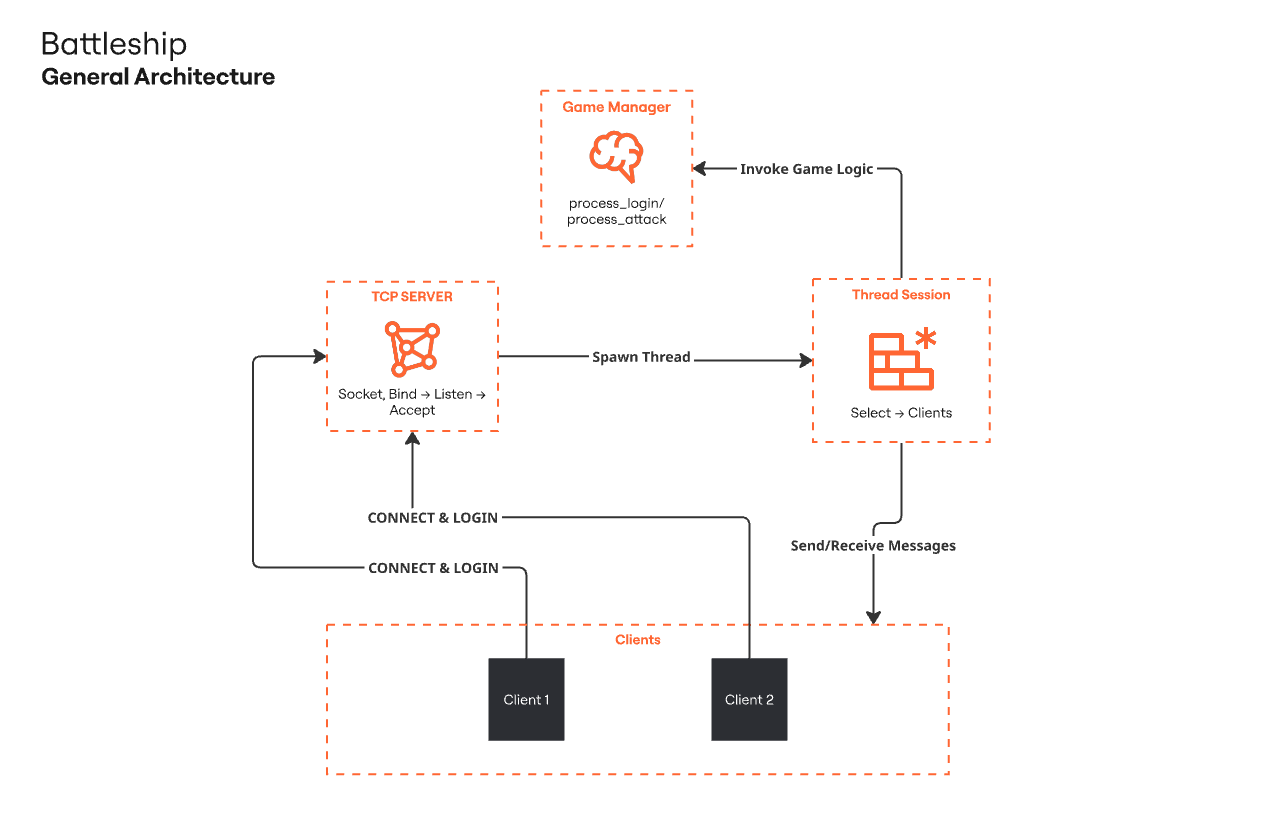 Battleship
General Architecture
Game Manager
process_login/
process_attack
Invoke Game Logic
TCP SERVER
Socket, Bind → Listen →
Accept
Spawn Thread
Thread Session
Select → Clients
CONNECT & LOGIN
CONNECT & LOGIN
Send/Receive Messages
Clients
Client 1
Client 2